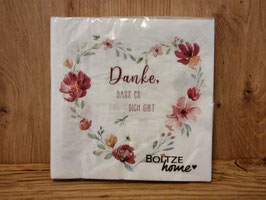 Danke,
DASS ES
DICH GIBT
BOLTZE
home